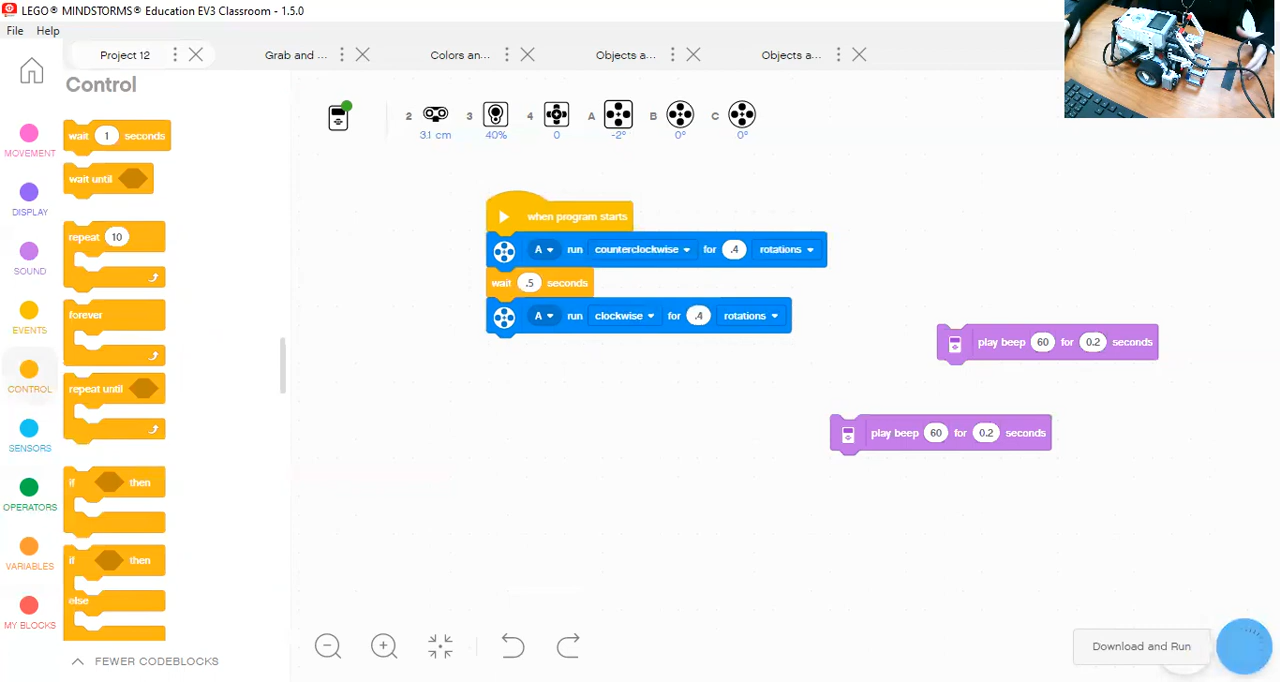 LEGO® MINDSTORMS® Education EV3 Classroom - 1.5.0
File Help
Project 12
Grab and ...
Colors an...
Objects a...
Objects a...
Control
2 3.1 cm
3 40%
4 0
A -2°
B 0°
C 0°
MOVEMENT
DISPLAY
SOUND
EVENTS
CONTROL
SENSORS
OPERATORS
VARIABLES
MY BLOCKS
wait 1 seconds
wait until
repeat 10
forever
repeat until
if then
if then
else
FEWER CODEBLOCKS
when program starts
A run counterclockwise for .4 rotations
wait .5 seconds
A run clockwise for .4 rotations
play beep 60 for 0.2 seconds
play beep 60 for 0.2 seconds
Download and Run